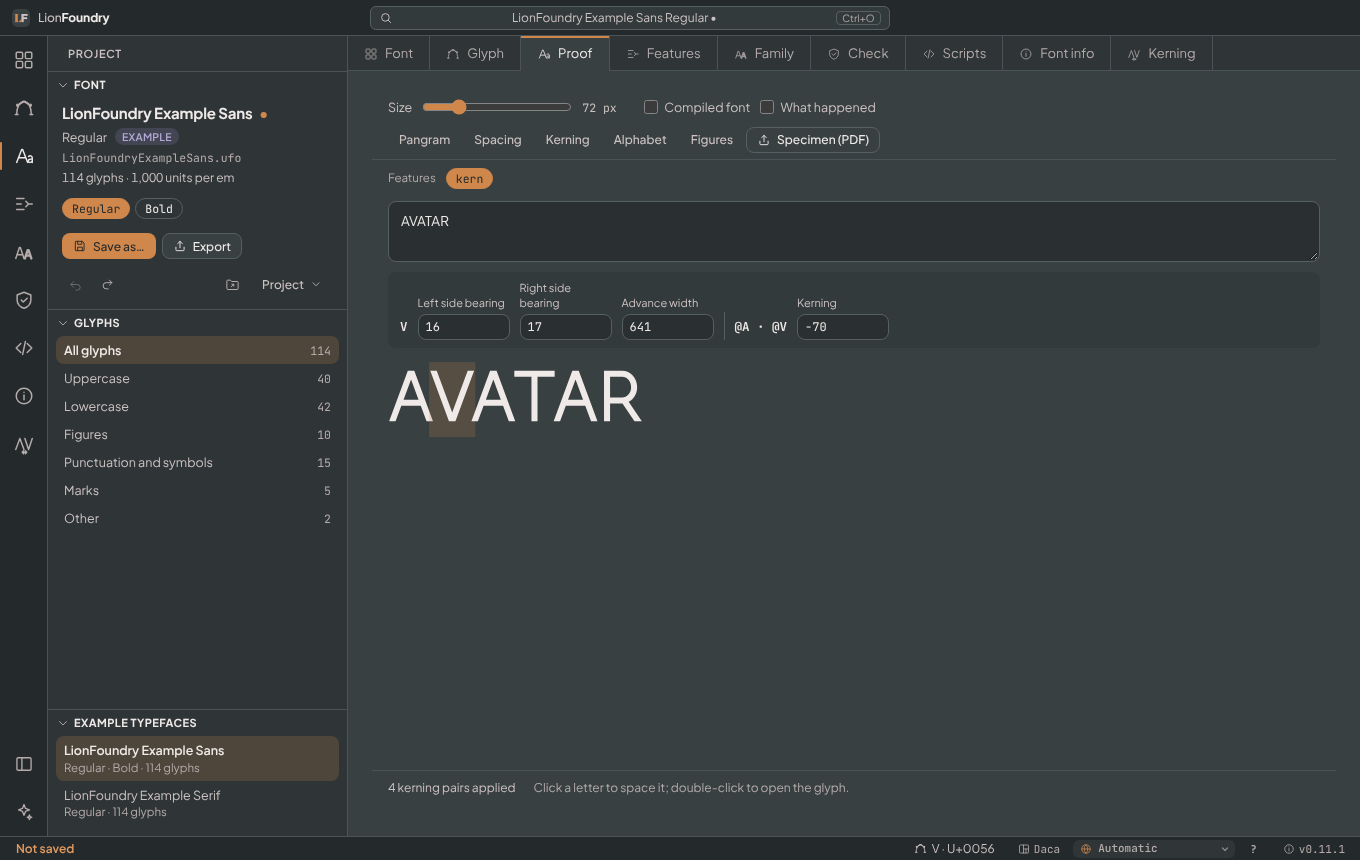 LF LionFoundry
LionFoundry Example Sans Regular •
Ctrl+O
PROJECT
FONT
LionFoundry Example Sans
Regular EXAMPLE
LionFoundryExampleSans.ufo
114 glyphs · 1,000 units per em
Regular Bold
Save as... Export
Project
GLYPHS
All glyphs 114
Uppercase 40
Lowercase 42
Figures 10
Punctuation and symbols 15
Marks 5
Other 2
EXAMPLE TYPEFACES
LionFoundry Example Sans
Regular · Bold · 114 glyphs
LionFoundry Example Serif
Regular · 114 glyphs
Font Glyph Proof Features Family Check Scripts Font info Kerning
Size 72 px Compiled font What happened
Pangram Spacing Kerning Alphabet Figures Specimen (PDF)
Features kern
AVATAR
Left side bearing Right side bearing Advance width Kerning
V 16 17 641 @A · @V -70
AVATAR
4 kerning pairs applied Click a letter to space it; double-click to open the glyph.
Not saved V · U+0056 Daca Automatic ? v0.11.1